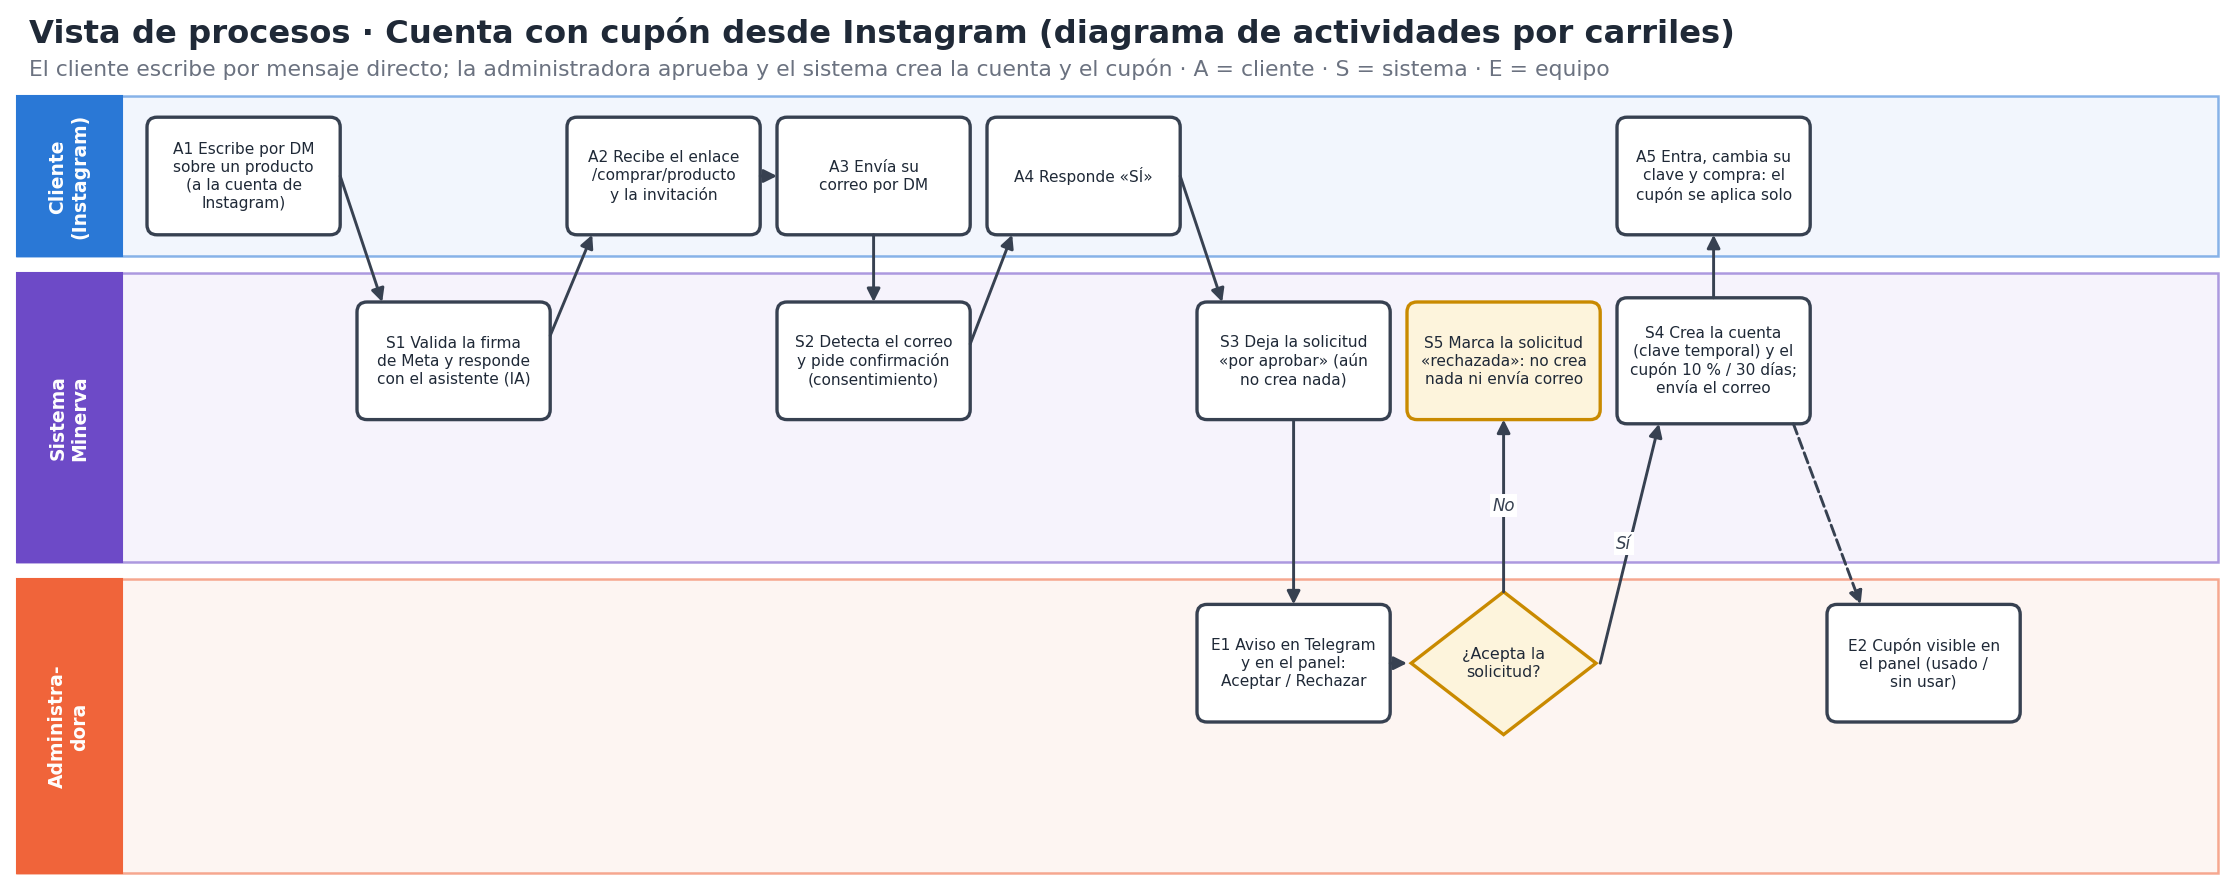 Vista de procesos · Cuenta con cupón desde Instagram (diagrama de actividades por carriles)
El cliente escribe por mensaje directo; la administradora aprueba y el sistema crea la cuenta y el cupón · A = cliente · S = sistema · E = equipo
Cliente
(Instagram)
A1 Escribe por DM
sobre un producto
(a la cuenta de
Instagram)
A2 Recibe el enlace
/comprar/producto
y la invitación
A3 Envía su
correo por DM
A4 Responde «SÍ»
A5 Entra, cambia su
clave y compra: el
cupón se aplica solo
Sistema
Minerva
S1 Valida la firma
de Meta y responde
con el asistente (IA)
S2 Detecta el correo
y pide confirmación
(consentimiento)
S3 Deja la solicitud
«por aprobar» (aún
no crea nada)
S5 Marca la solicitud
«rechazada»: no crea
nada ni envía correo
S4 Crea la cuenta
(clave temporal) y el
cupón 10 % / 30 días;
envía el correo
No
Sí
Administra-
dora
E1 Aviso en Telegram
y en el panel:
Aceptar / Rechazar
¿Acepta la
solicitud?
E2 Cupón visible en
el panel (usado /
sin usar)